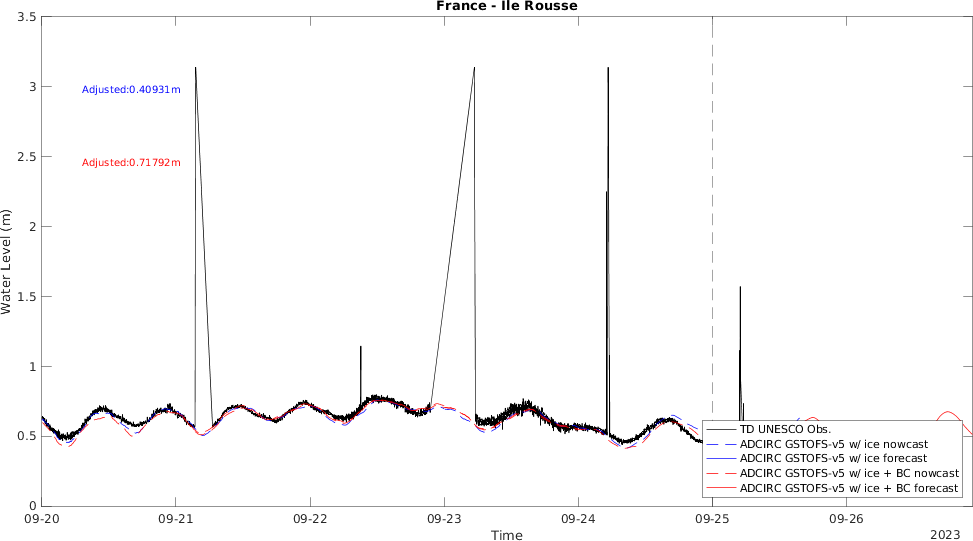 France - Ile Rousse
3.5
3
2.5
2
1.5
1
0.5
0
Water Level (m)
Adjusted:0.40931m
Adjusted:0.71792m
TD UNESCO Obs.
ADCIRC GSTOFS-v5 w/ ice nowcast
ADCIRC GSTOFS-v5 w/ ice forecast
ADCIRC GSTOFS-v5 w/ ice + BC nowcast
ADCIRC GSTOFS-v5 w/ ice + BC forecast
09-20 09-21 09-22 09-23 09-24 09-25 09-26
Time
2023